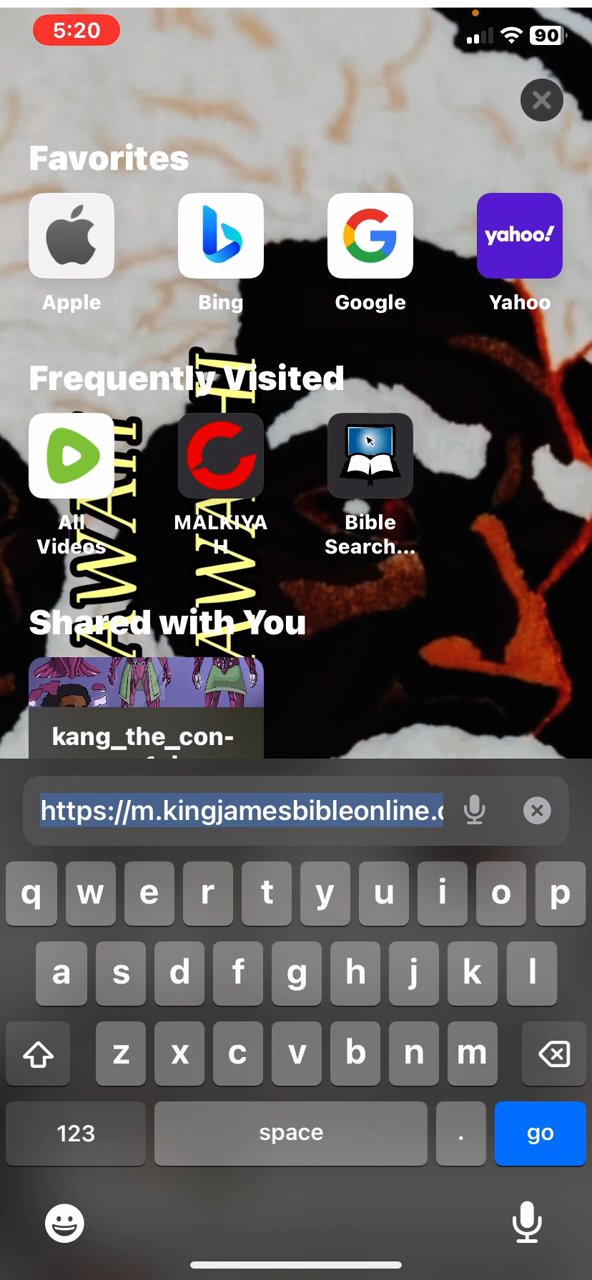 5:20
90
Favorites
yahoo!
Apple
Bing
Google
Yahoo
Frequently Visited
All
Videos
MALKIYA
H
Bible
Search...
AWAH
Shared with You
kang_the_con-
https://m.kingjamesbibleonline.
q w e r t y u i o p
a s d f g h j k l
z x c v b n m
123
space
.
go